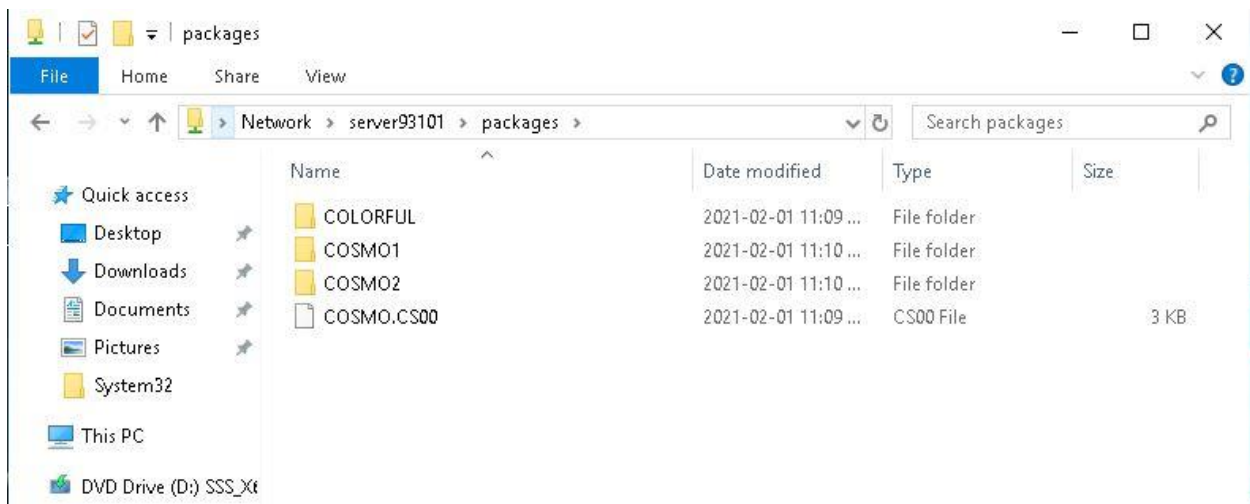 packages
File Home Share View
Network > server93101 > packages > Search packages
Name Date modified Type Size
Quick access
COLORFUL 2021-02-01 11:09 ... File folder
Desktop
COSMO1 2021-02-01 11:10 ... File folder
Downloads
COSMO2 2021-02-01 11:10 ... File folder
Documents
COSMO.CS00 2021-02-01 11:09 ... CS00 File 3 KB
Pictures
System32
This PC
DVD Drive (D:) SSS_X6